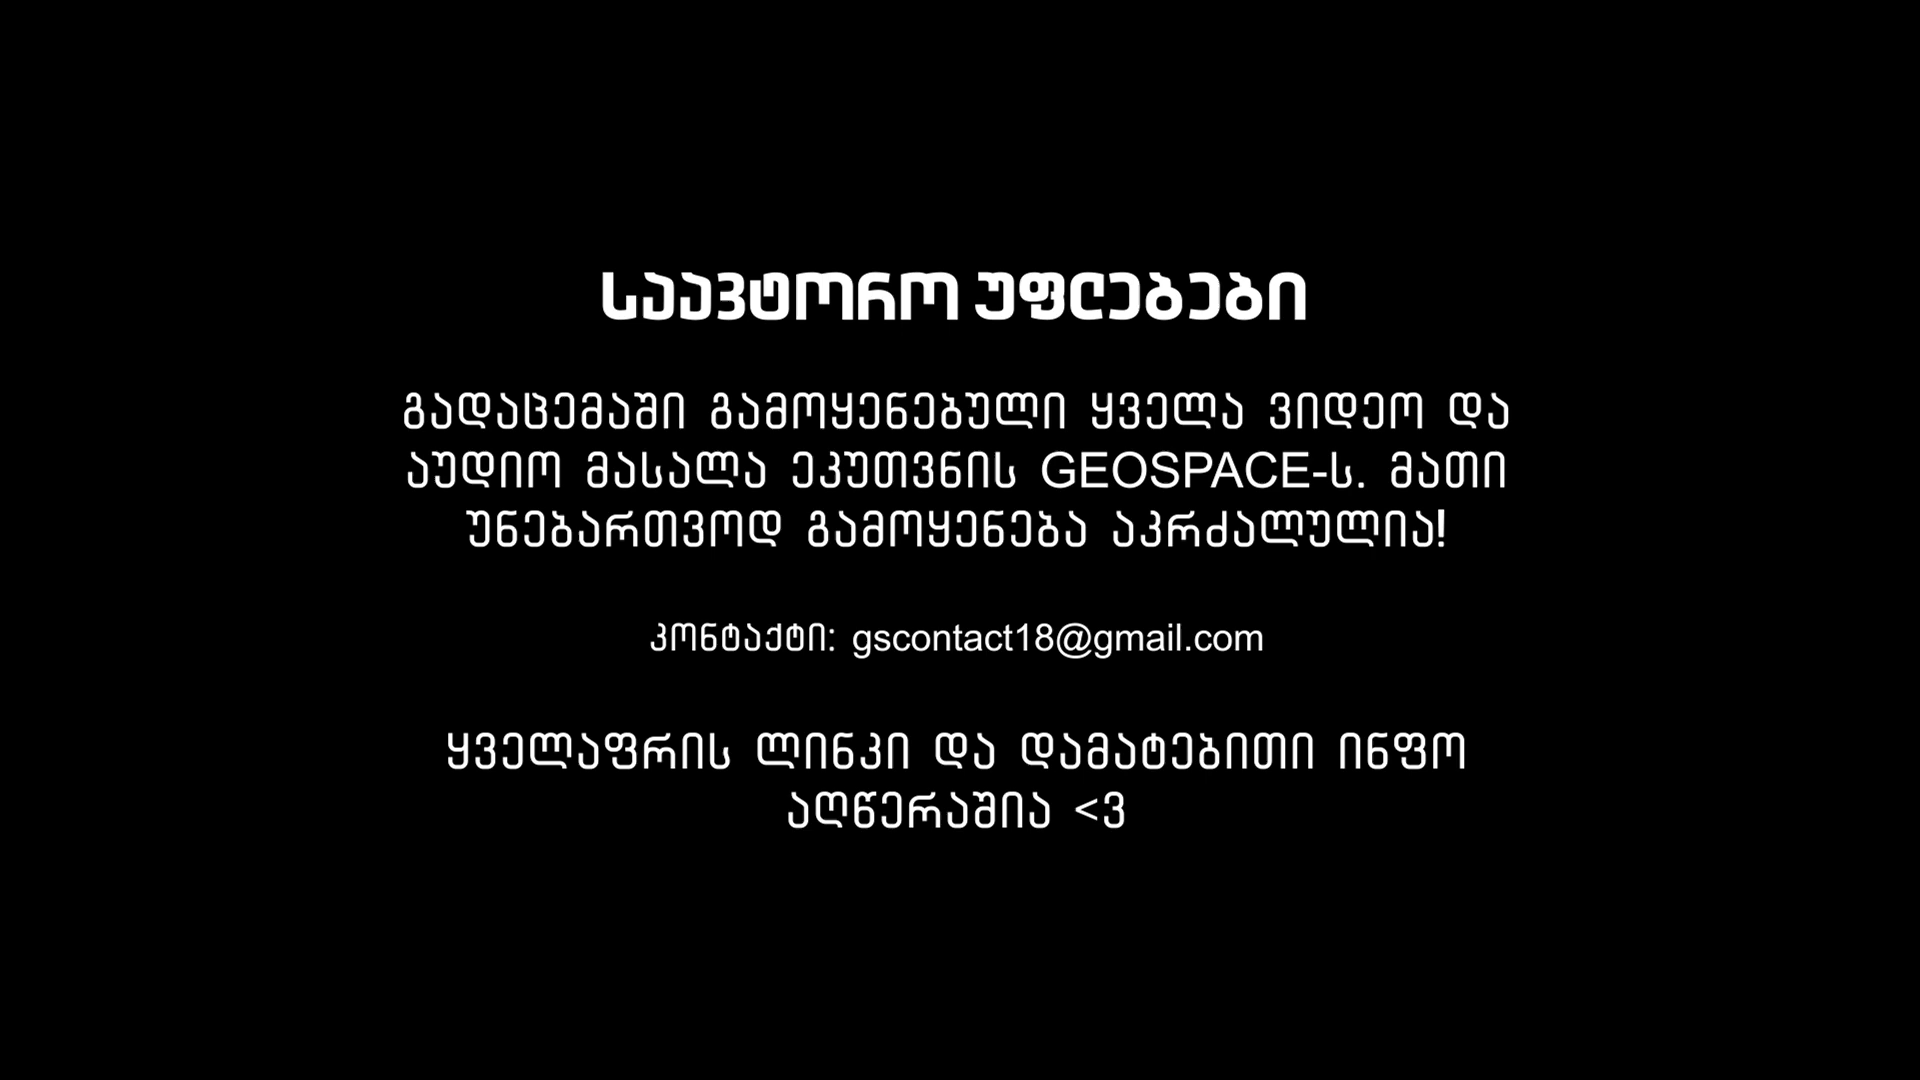 საავტორო უფლებები
გადაცემაში გამოყენებული ყველა ვიდეო და
აუდიო მასალა ეკუთვნის GEOSPACE-ს. მათი
უნებართვოდ გამოყენება აკრძალულია!
კონტაქტი: gscontact18@gmail.com
ყველაფრის ლინკი და დამატებითი ინფო
აღწერაშია <ვ